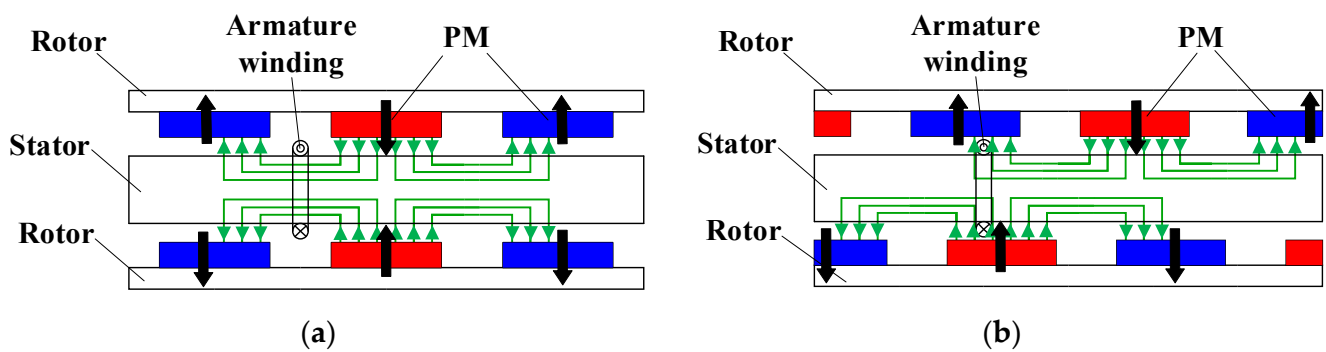 Rotor
Armature
winding
PM
Stator
Rotor
(a)
Rotor
Armature
winding
PM
Stator
Rotor
(b)